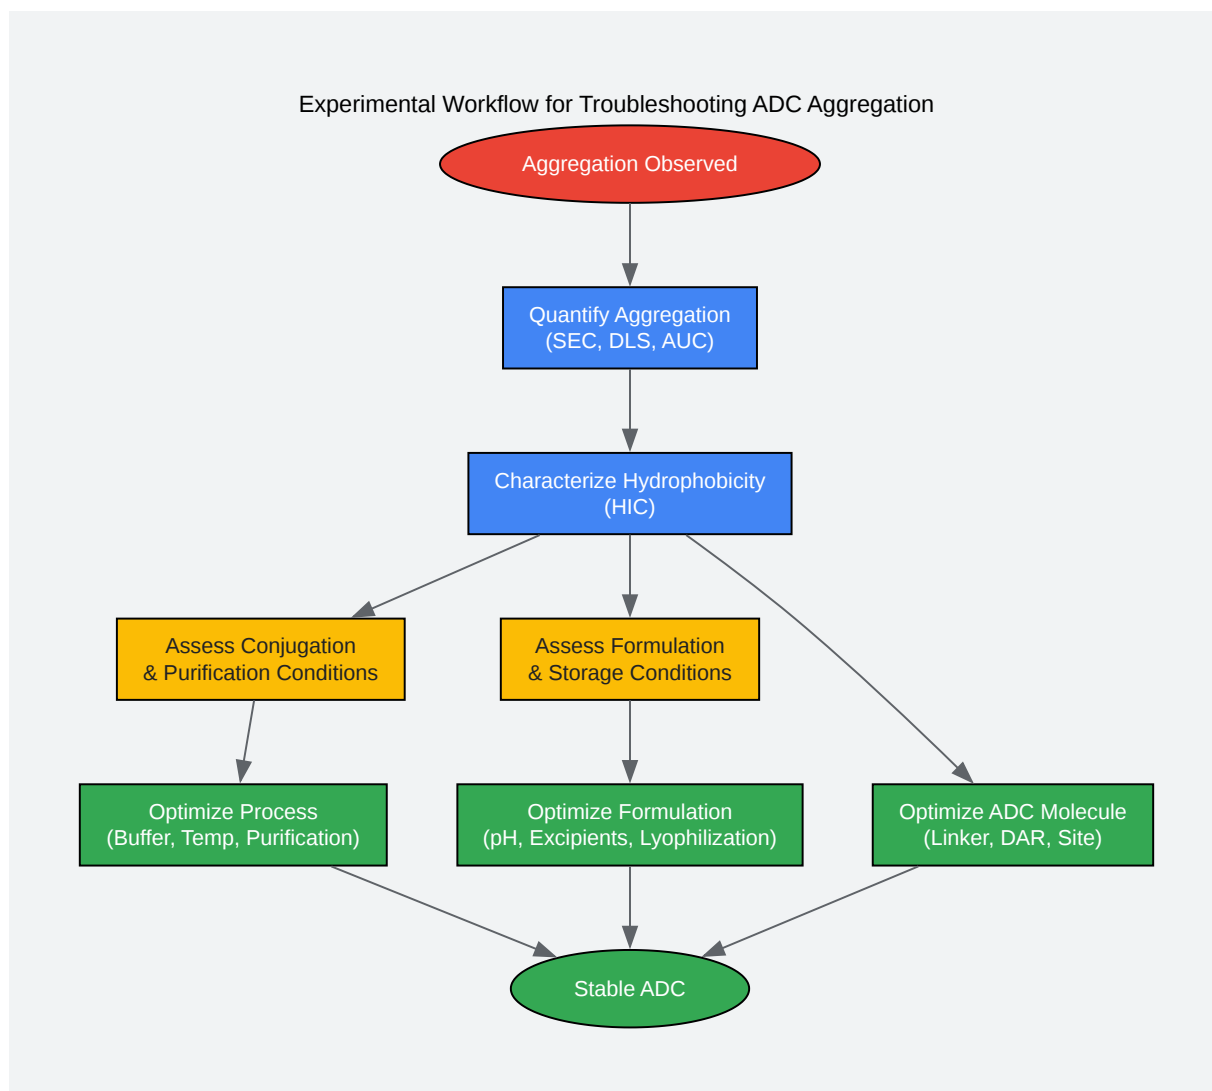 Experimental Workflow for Troubleshooting ADC Aggregation
Aggregation Observed
Quantify Aggregation
(SEC, DLS, AUC)
Characterize Hydrophobicity
(HIC)
Assess Conjugation
& Purification Conditions
Assess Formulation
& Storage Conditions
Optimize Process
(Buffer, Temp, Purification)
Optimize Formulation
(pH, Excipients, Lyophilization)
Optimize ADC Molecule
(Linker, DAR, Site)
Stable ADC